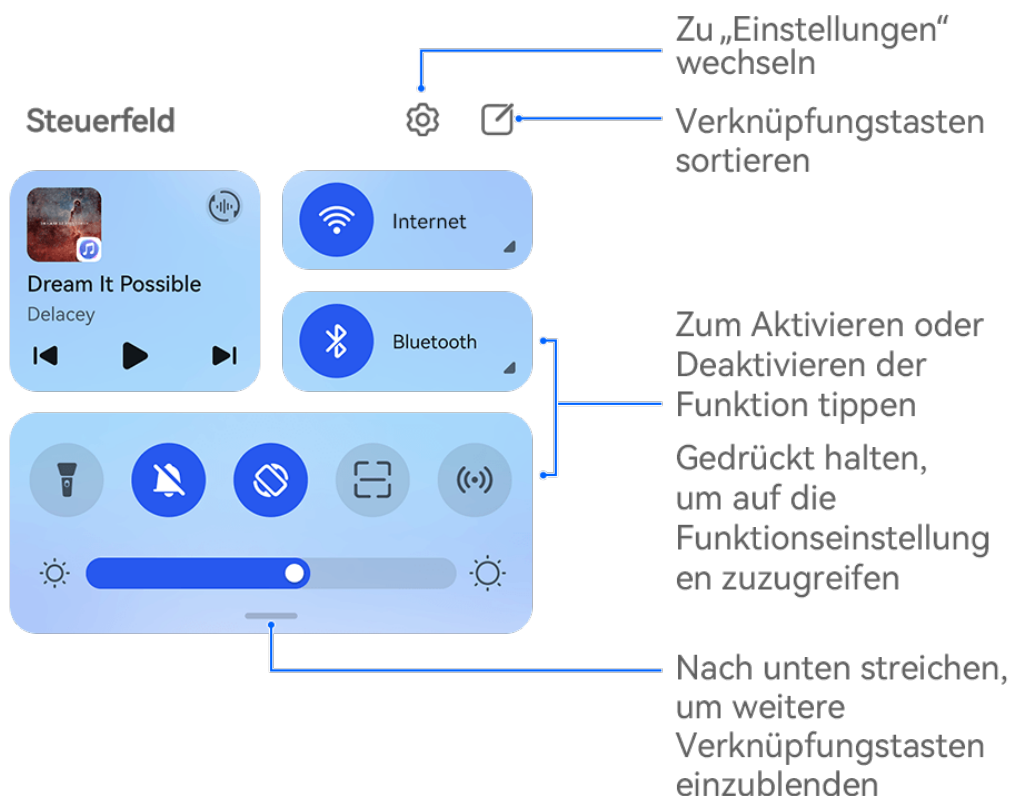 Zu „Einstellungen“
wechseln
Steuerfeld
Verknüpfungstasten
sortieren
Internet
Dream It Possible
Delacey
Bluetooth
Zum Aktivieren oder
Deaktivieren der
Funktion tippen
Gedrückt halten,
um auf die
Funktionseinstellung
en zuzugreifen
Nach unten streichen,
um weitere
Verknüpfungstasten
einzublenden